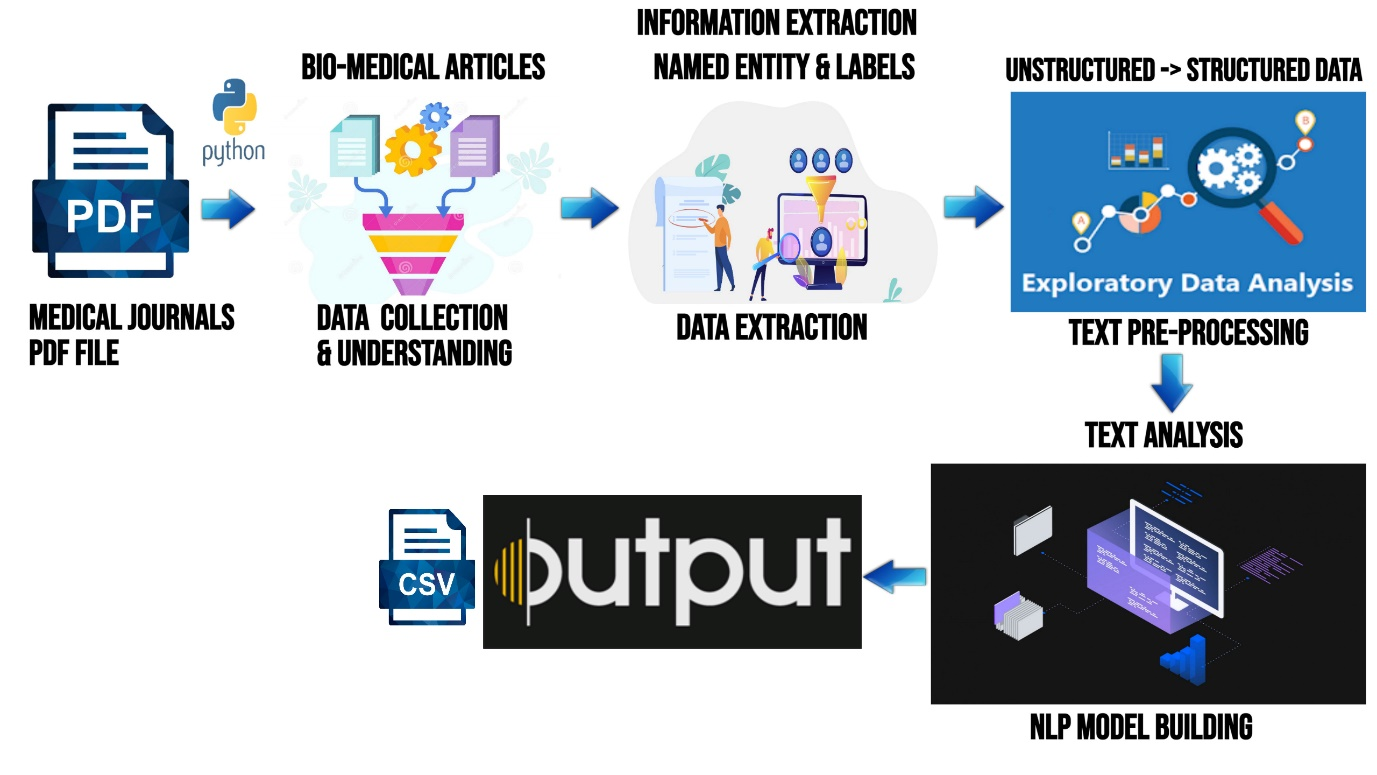 INFORMATION EXTRACTION
BIO-MEDICAL ARTICLES
NAMED ENTITY & LABELS
UNSTRUCTURED -> STRUCTURED DATA
python
PDF
A
B
Exploratory Data Analysis
MEDICAL JOURNALS
PDF FILE
DATA COLLECTION
& UNDERSTANDING
DATA EXTRACTION
TEXT PRE-PROCESSING
TEXT ANALYSIS
CSV
output
NLP MODEL BUILDING